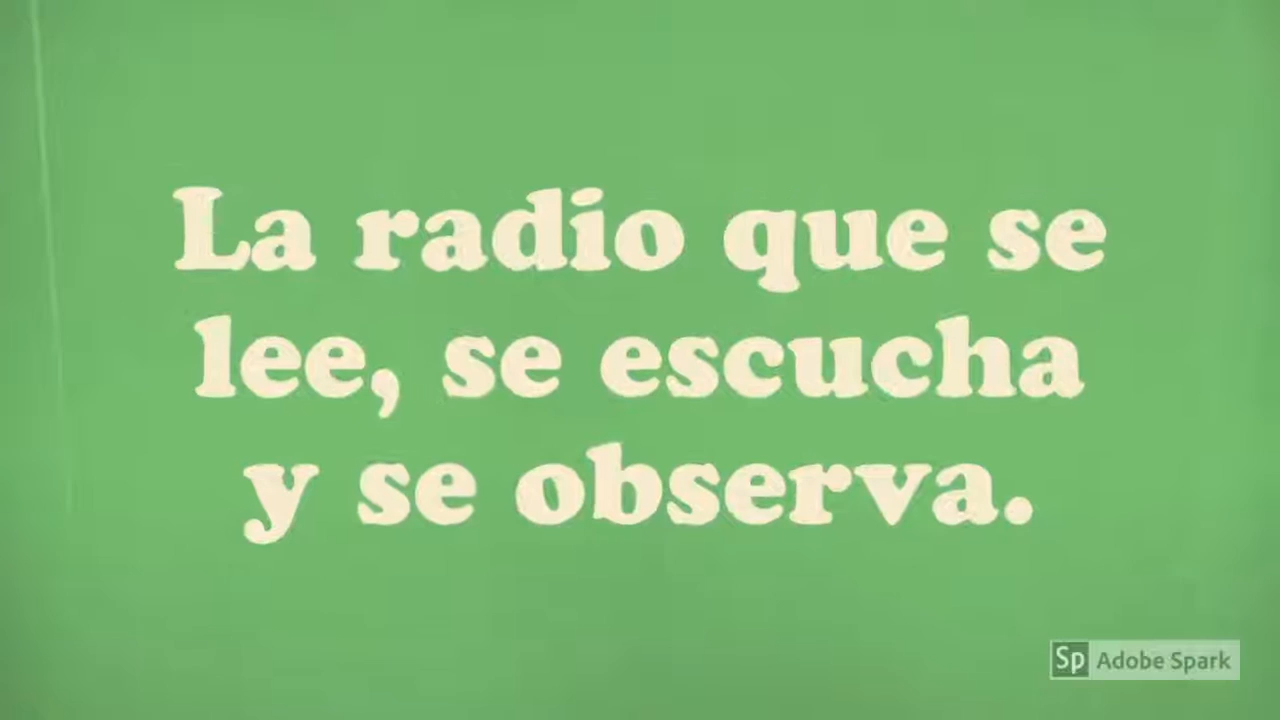 La radio que se
lee, se escucha
y se observa.
Sp Adobe Spark